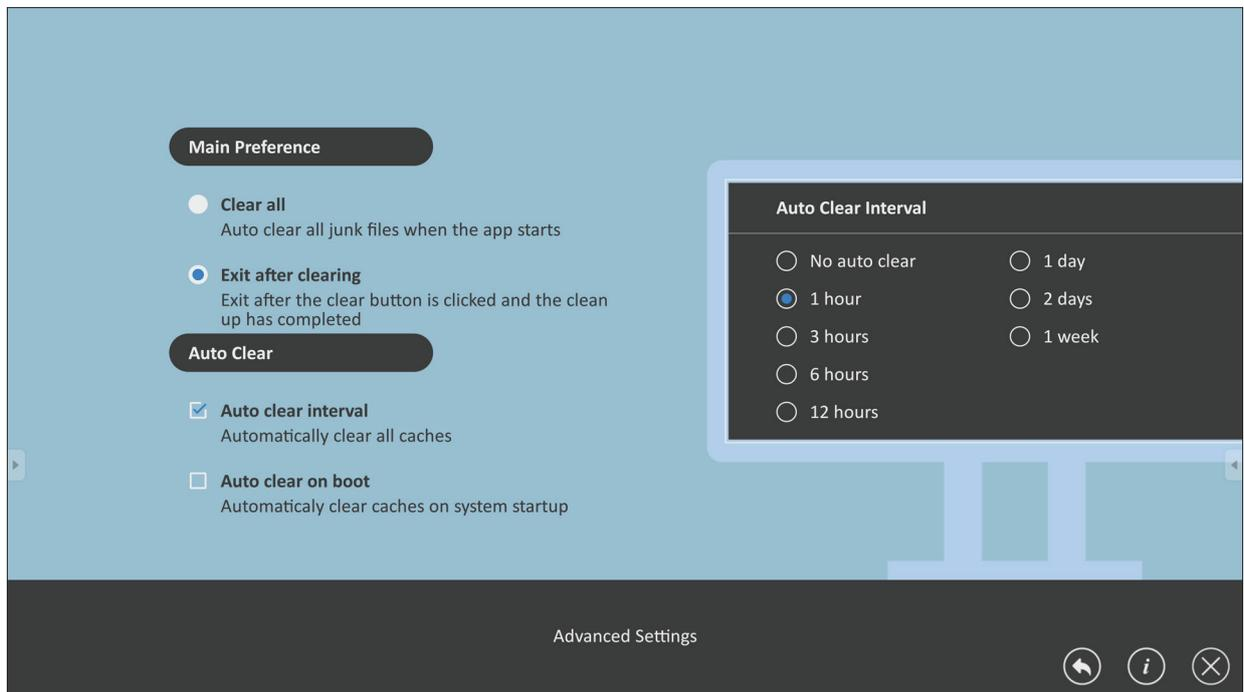 Main Preference
Clear all
Auto clear all junk files when the app starts
Exit after clearing
Exit after the clear button is clicked and the clean
up has completed
Auto Clear
Auto clear interval
Automatically clear all caches
Auto clear on boot
Automaticaly clear caches on system startup
Auto Clear Interval
No auto clear
1 hour
3 hours
6 hours
12 hours
1 day
2 days
1 week
Advanced Settings
i